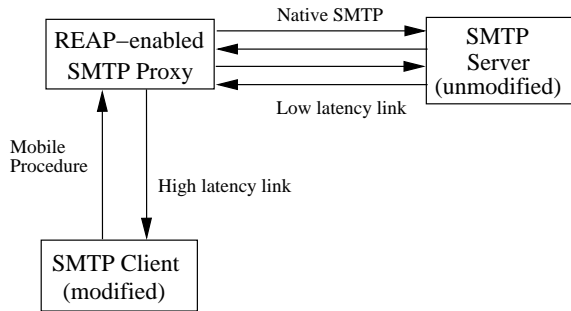 Native SMTP
REAP−enabled
SMTP Proxy
SMTP
Server
(unmodified)
Low latency link
Mobile
Procedure
High latency link
SMTP Client
(modified)